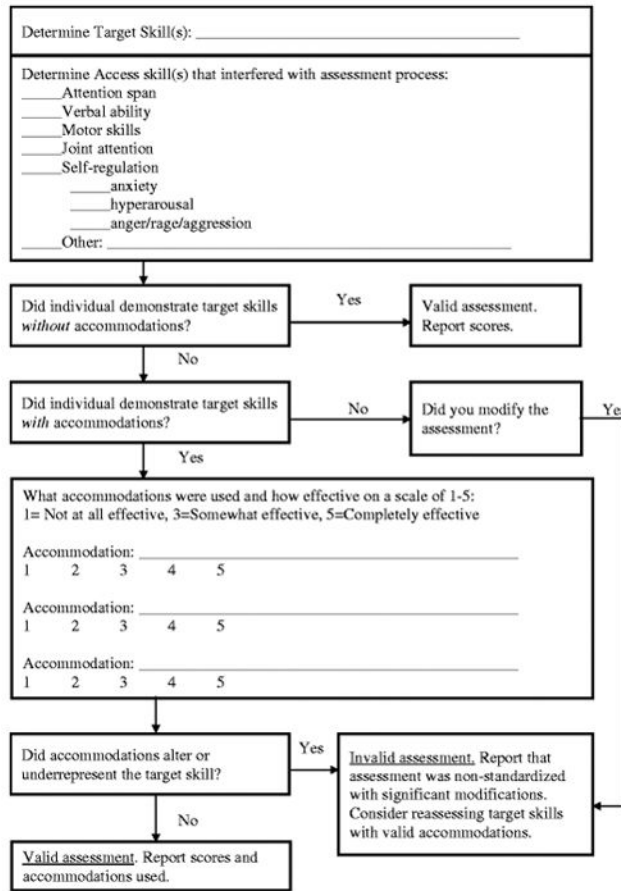 Determine Target Skill(s): ____________________
Determine Access skill(s) that interfered with assessment process:
_____Attention span
_____Verbal ability
_____Motor skills
_____Joint attention
_____Self-regulation
_____anxiety
_____hyperarousal
_____anger/rage/aggression
_____Other: ____________________
Did individual demonstrate target skills
without accommodations?
Yes
Valid assessment.
Report scores.
No
Did individual demonstrate target skills
with accommodations?
No
Did you modify the
assessment?
Yes
Yes
What accommodations were used and how effective on a scale of 1-5:
1= Not at all effective, 3=Somewhat effective, 5=Completely effective
Accommodation: ____________________
1 2 3 4 5
Accommodation: ____________________
1 2 3 4 5
Accommodation: ____________________
1 2 3 4 5
Did accommodations alter or
underrepresent the target skill?
Yes
Invalid assessment. Report that
assessment was non-standardized
with significant modifications.
Consider reassessing target skills
with valid accommodations.
No
Valid assessment. Report scores and
accommodations used.